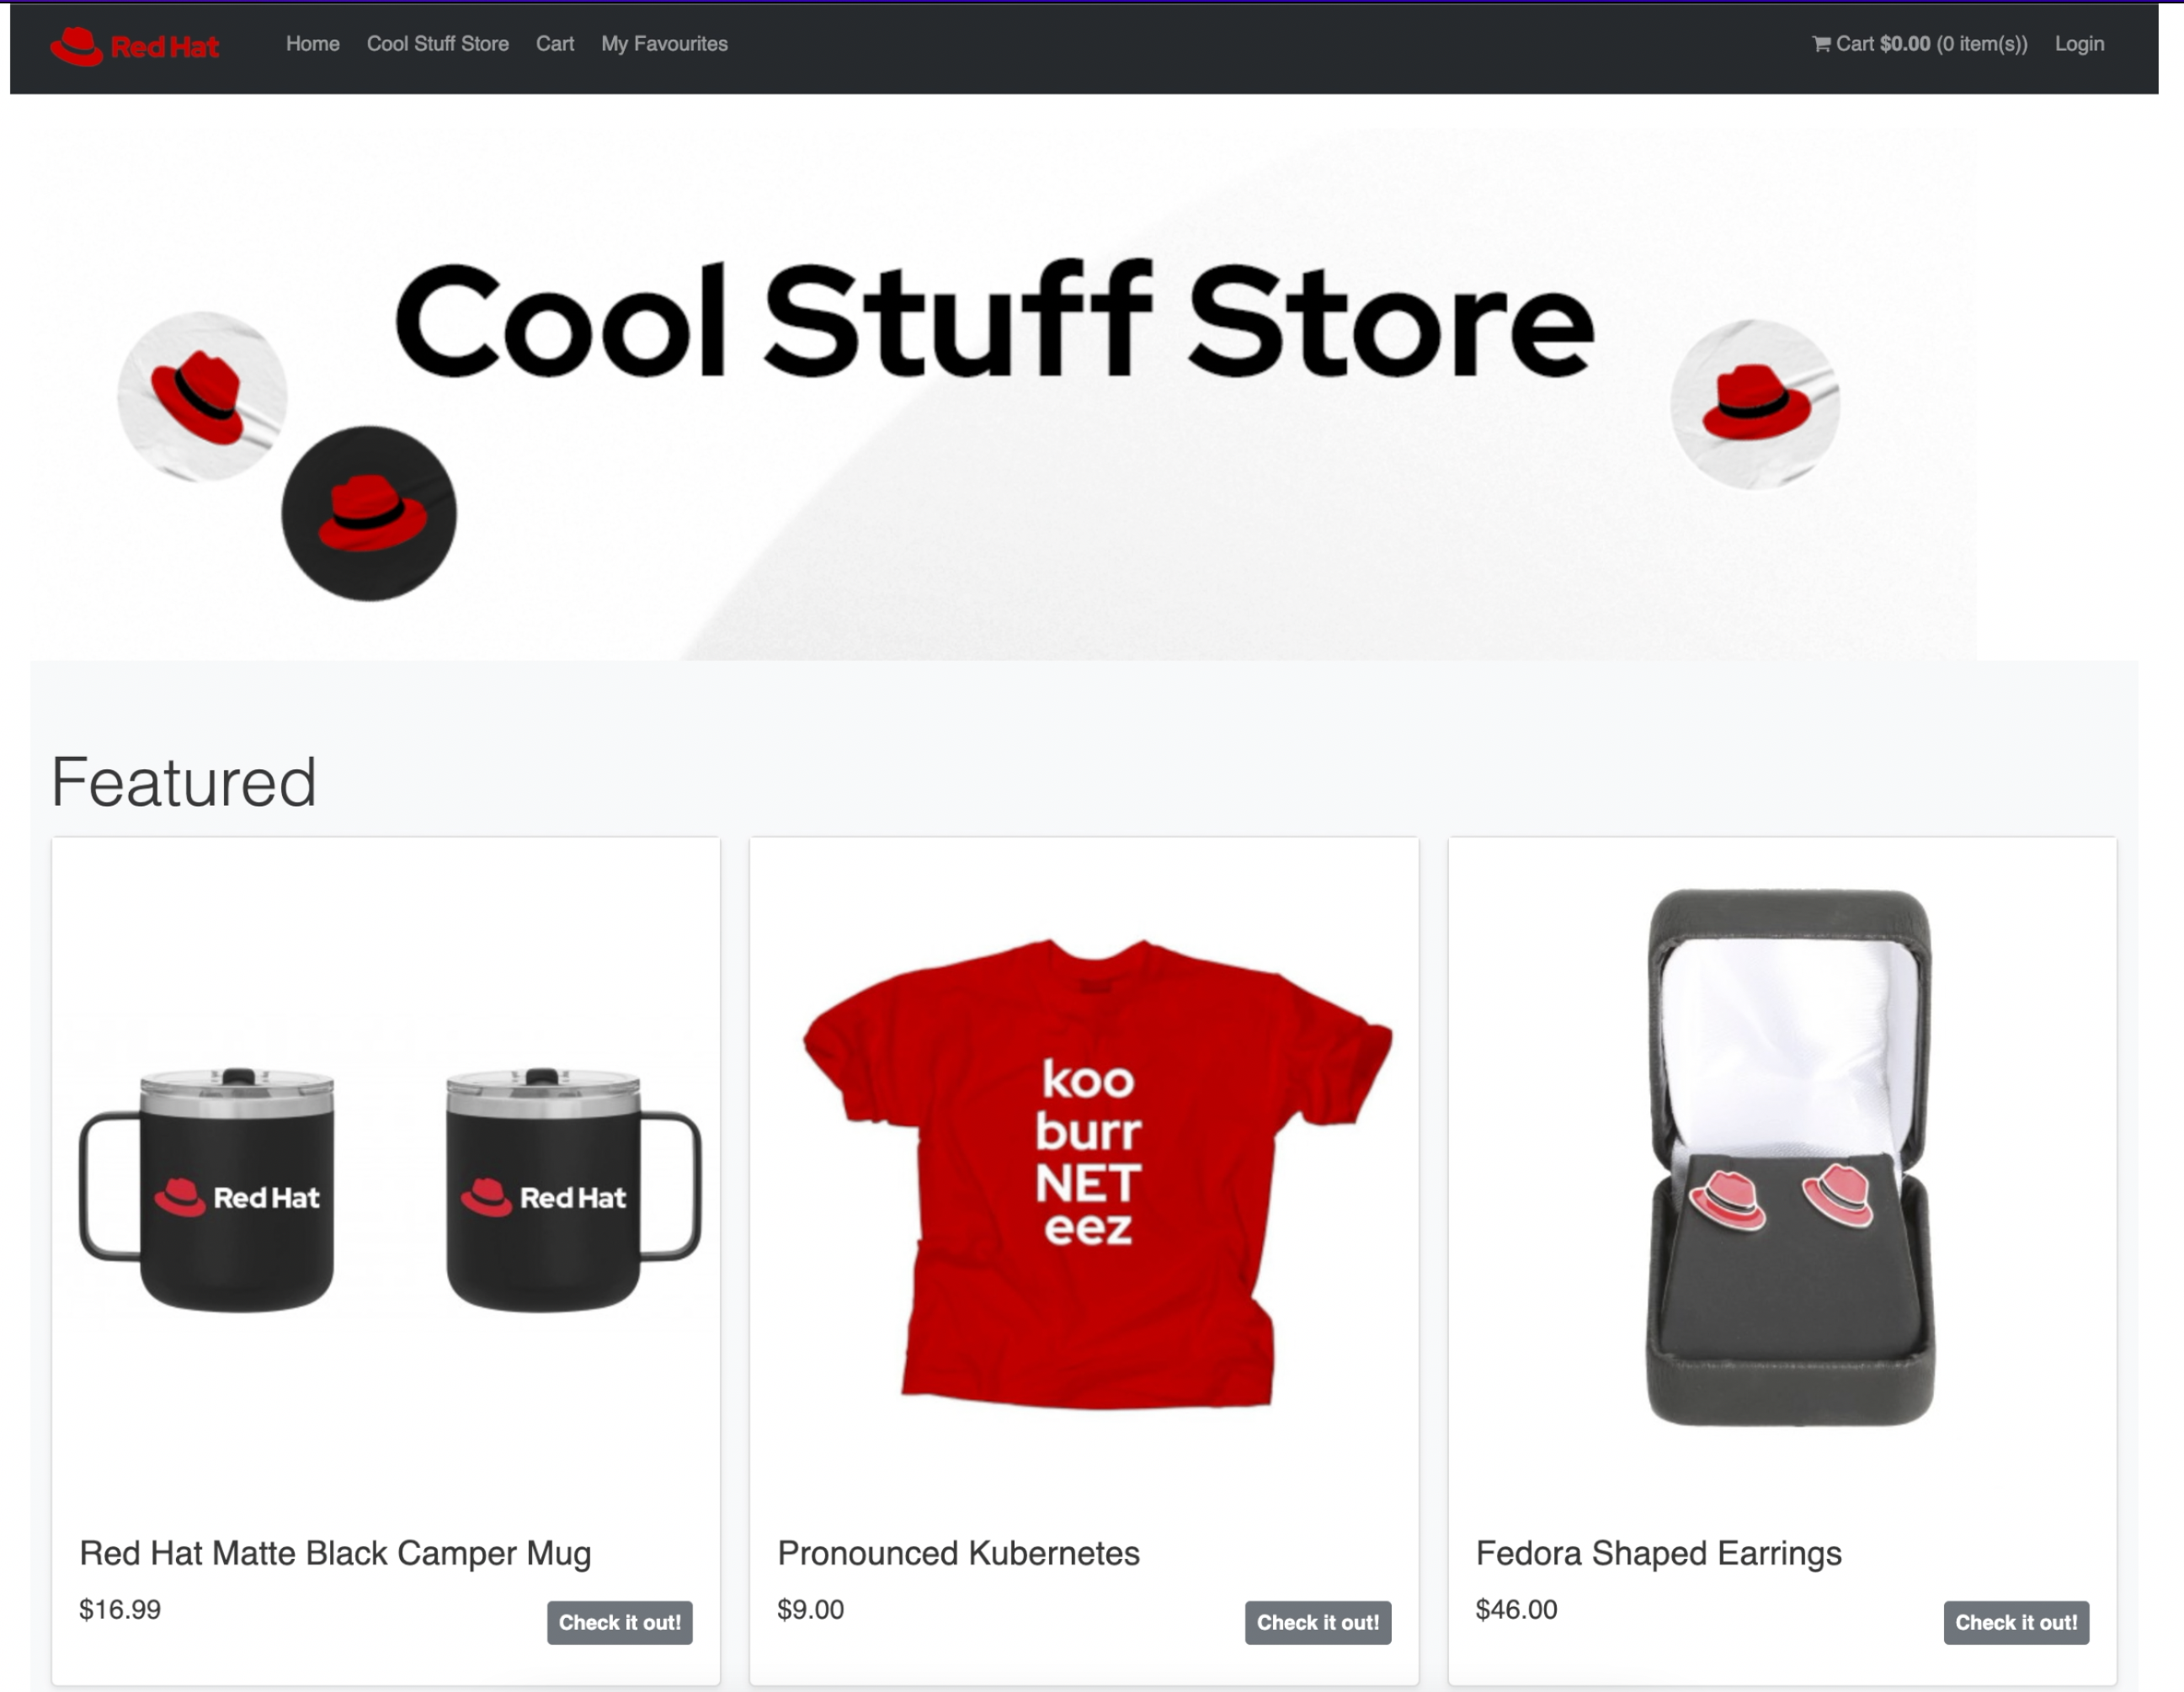 Red Hat Home Cool Stuff Store Cart My Favourites Cart $0.00 (0 item(s)) Login
Cool Stuff Store
Featured
Red Hat Red Hat
koo
burr
NET
eez
Red Hat Matte Black Camper Mug
$16.99
Check it out!
Pronounced Kubernetes
$9.00
Check it out!
Fedora Shaped Earrings
$46.00
Check it out!